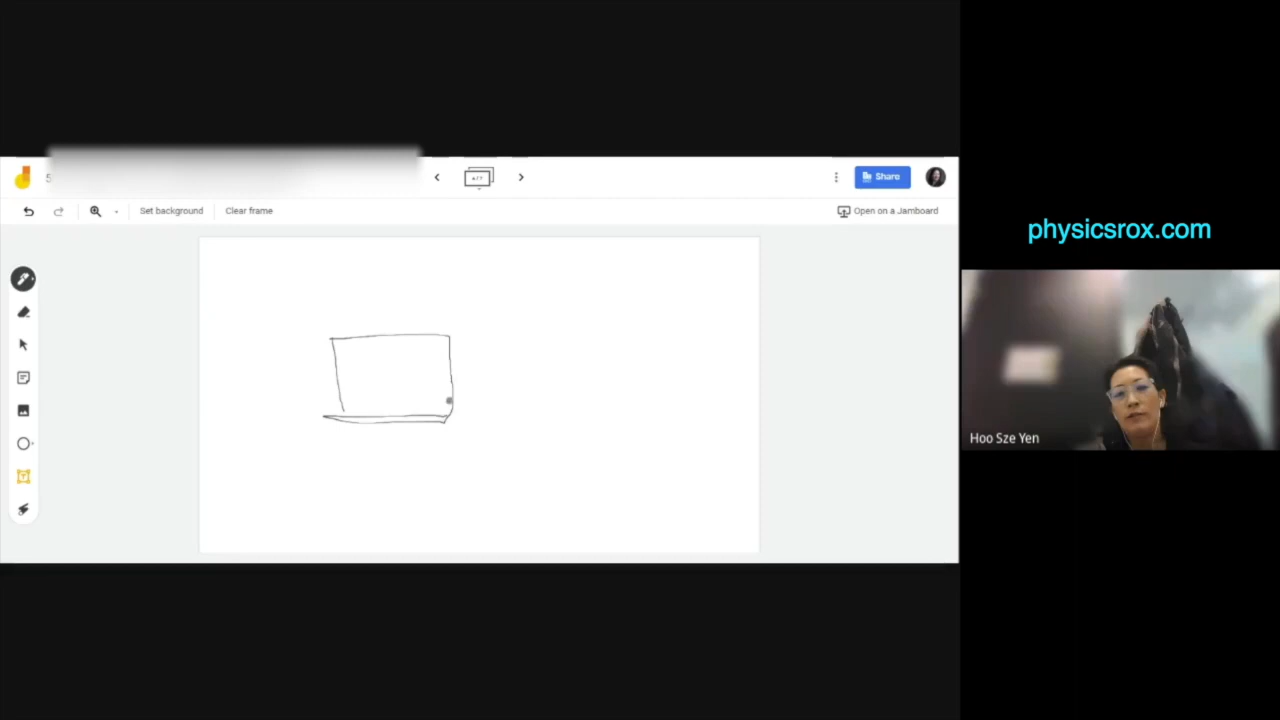 Share
Set background
Clear frame
Open on a Jamboard
physicsrox.com
Hoo Sze Yen